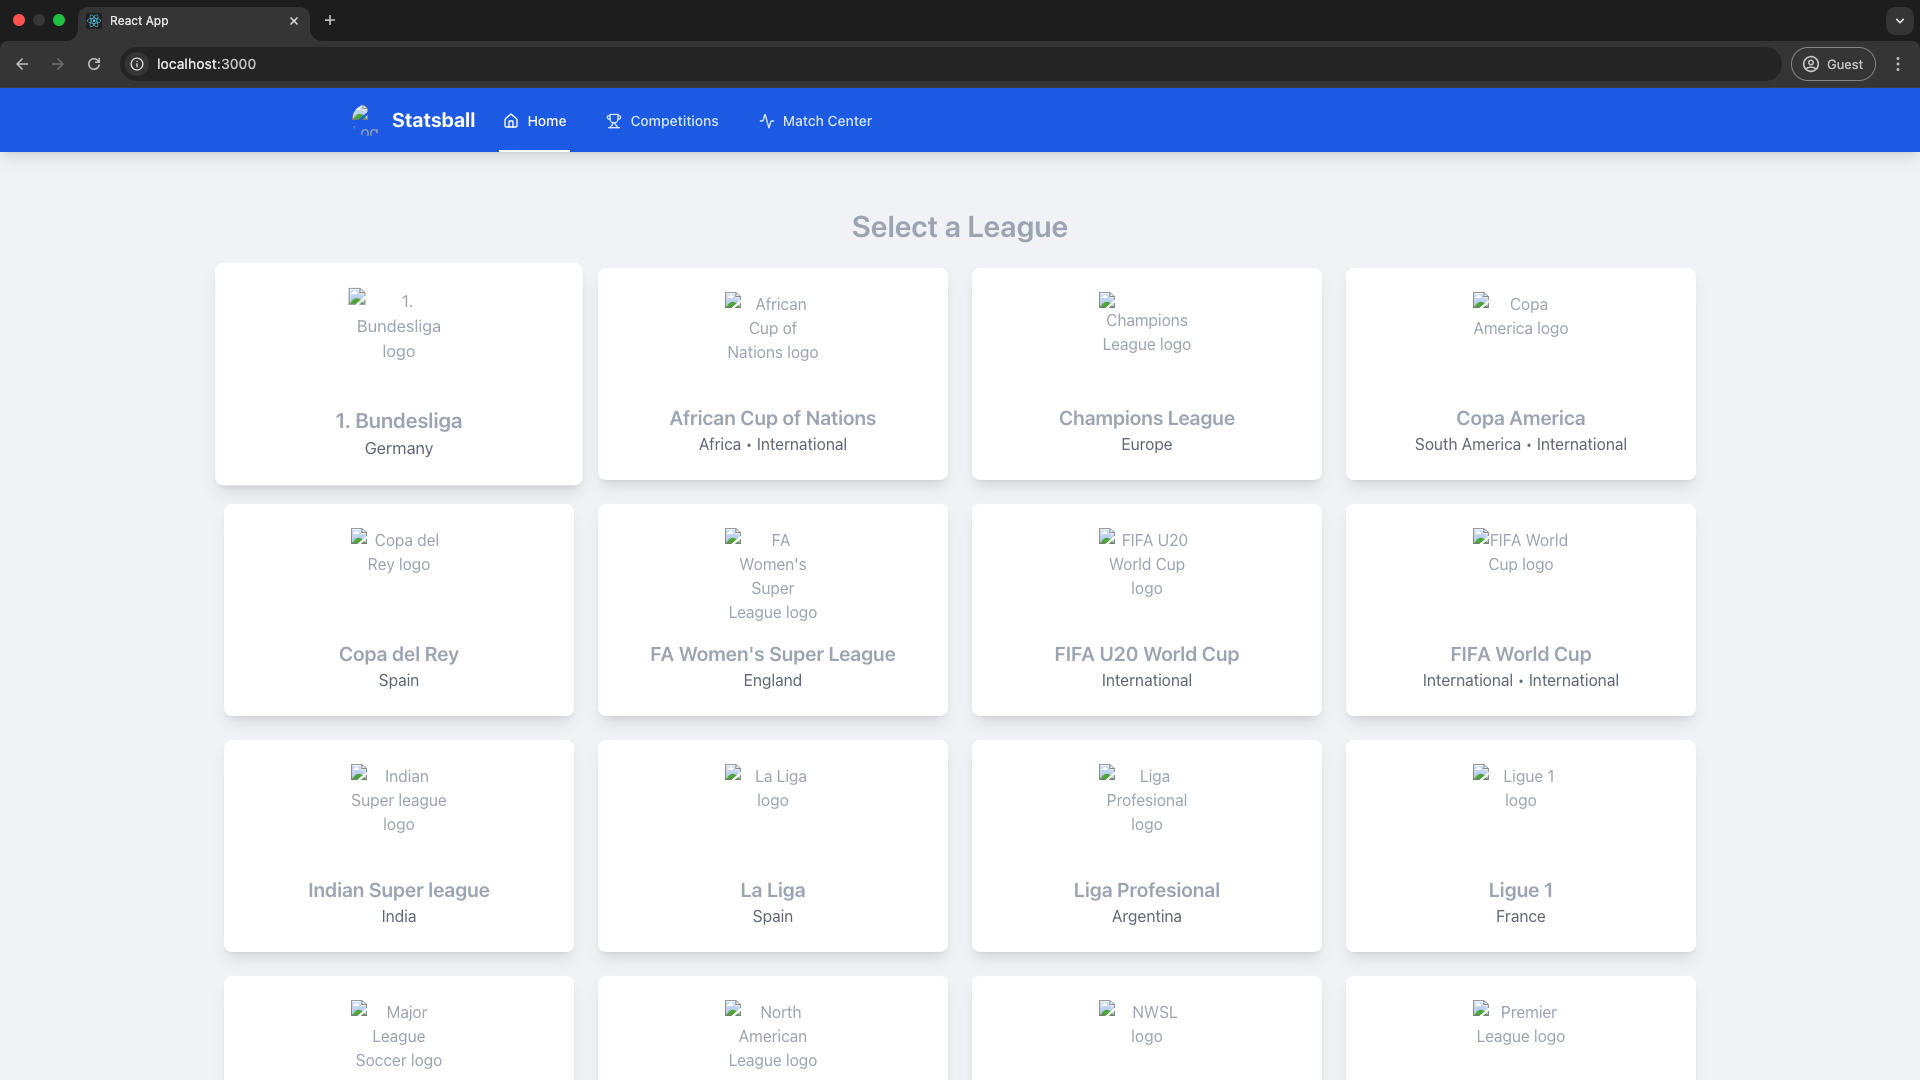 React App
localhost:3000
Guest
Statsball
Home
Competitions
Match Center
Select a League
1.
Bundesliga
logo
1. Bundesliga
Germany
African
Cup of
Nations logo
African Cup of Nations
Africa • International
Champions
League logo
Champions League
Europe
Copa
America logo
Copa America
South America • International
Copa del
Rey logo
Copa del Rey
Spain
FA
Women's
Super
League logo
FA Women's Super League
England
FIFA U20
World Cup
logo
FIFA U20 World Cup
International
FIFA World
Cup logo
FIFA World Cup
International • International
Indian
Super league
logo
Indian Super league
India
La Liga
logo
La Liga
Spain
Liga
Profesional
logo
Liga Profesional
Argentina
Ligue 1
logo
Ligue 1
France
Major
League
Soccer logo
North
American
League logo
NWSL
logo
Premier
League logo